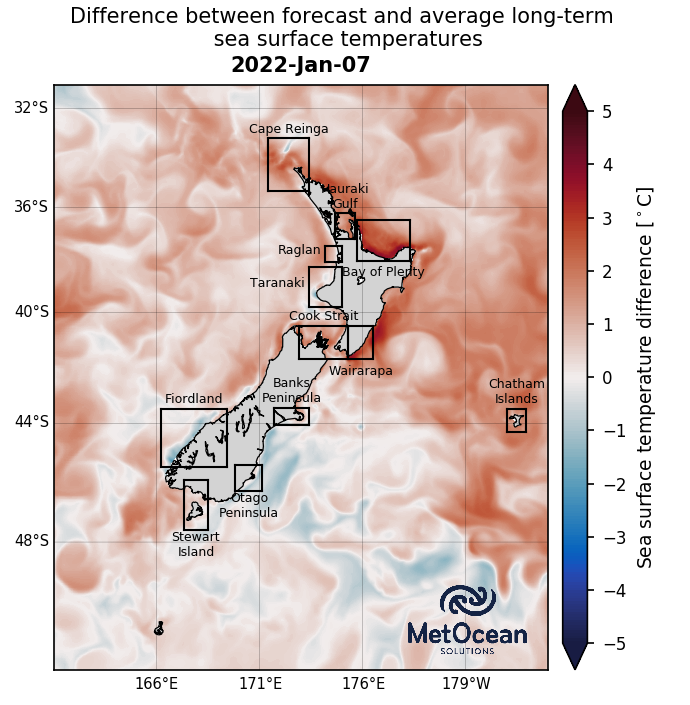 Difference between forecast and average long-term
sea surface temperatures
2022-Jan-07
32°S
36°S
40°S
44°S
48°S
166°E
171°E
176°E
179°W
Cape Reinga
Hauraki
Gulf
Raglan
Bay of Plenty
Taranaki
Cook Strait
Wairarapa
Banks
Peninsula
Fiordland
Chatham
Islands
Otago
Peninsula
Stewart
Island
MetOcean
SOLUTIONS
5
4
3
2
1
0
−1
−2
−3
−4
−5
Sea surface temperature difference [°C]